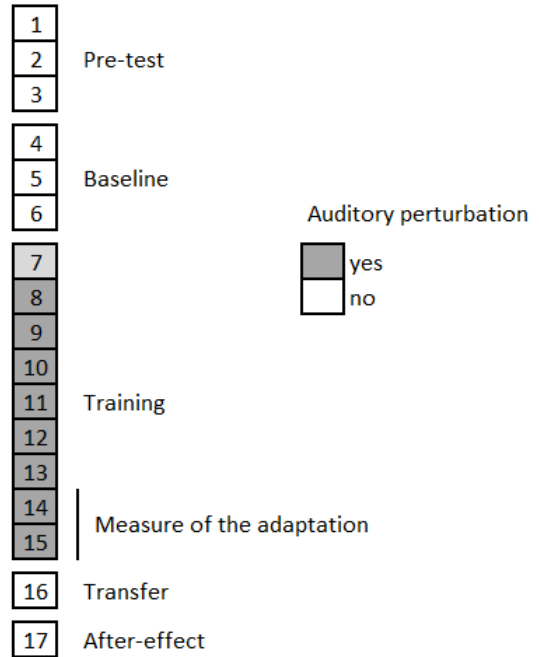 1
2 Pre-test
3
4
5 Baseline
6 Auditory perturbation
7 yes
8 no
9
10
11 Training
12
13
14
Measure of the adaptation
15
16 Transfer
17 After-effect